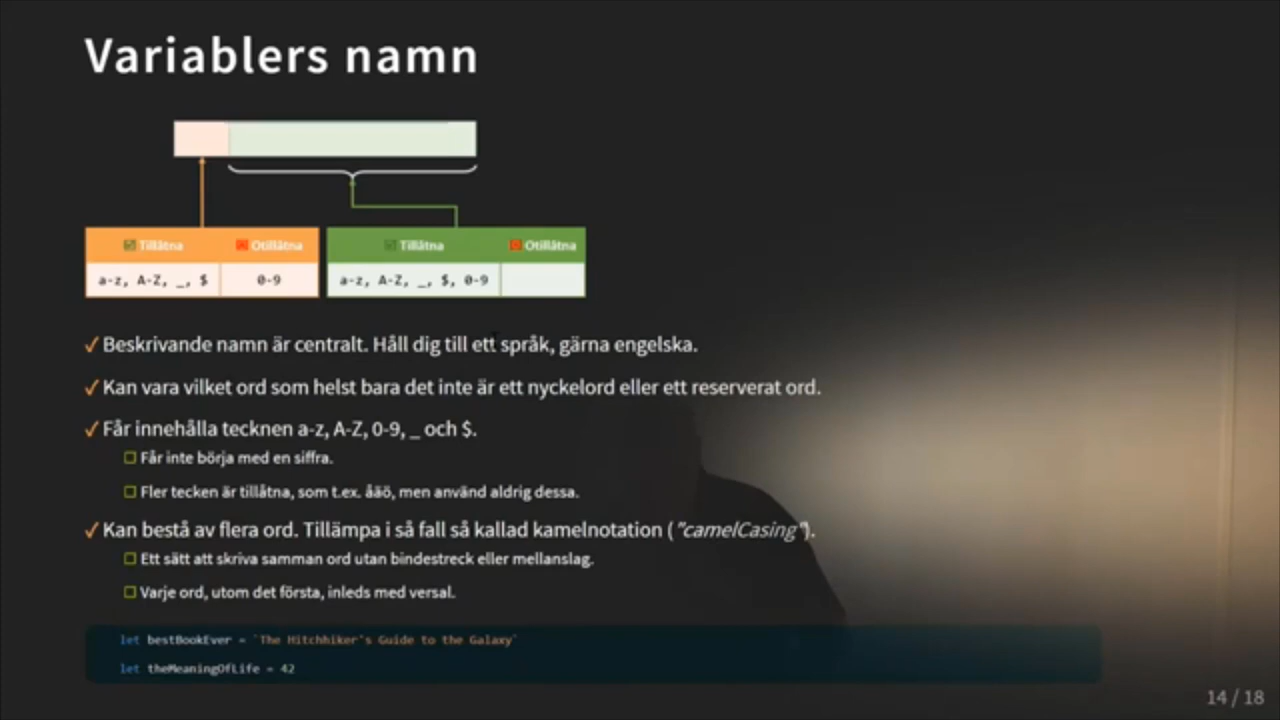 Variablers namn
Tillåtna Otillåtna Tillåtna Otillåtna
a-z, A-Z, _, $ 0-9 a-z, A-Z, _, $, 0-9
Beskrivande namn är centralt. Håll dig till ett språk, gärna engelska.
Kan vara vilket ord som helst bara det inte är ett nyckelord eller ett reserverat ord.
Får innehålla tecknen a-z, A-Z, 0-9, _ och $.
Får inte börja med en siffra.
Fler tecken är tillåtna, som t.ex. åäö, men använd aldrig dessa.
Kan bestå av flera ord. Tillämpa i så fall så kallad kamelnotation ("camelCasing").
Ett sätt att skriva samman ord utan bindestreck eller mellanslag.
Varje ord, utom det första, inleds med versal.
let bestBookEver = `The Hitchhiker's Guide to the Galaxy`
let theMeaningOfLife = 42
14 / 18